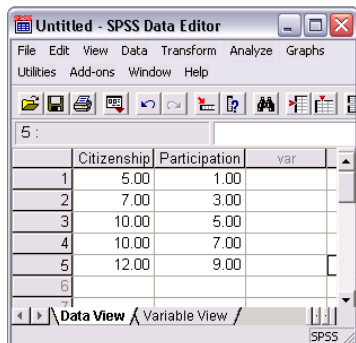 Untitled - SPSS Data Editor
File Edit View Data Transform Analyze Graphs
Utilities Add-ons Window Help
5 :
Citizenship Participation var
1 5.00 1.00
2 7.00 3.00
3 10.00 5.00
4 10.00 7.00
5 12.00 9.00
6
Data View Variable View
SPSS